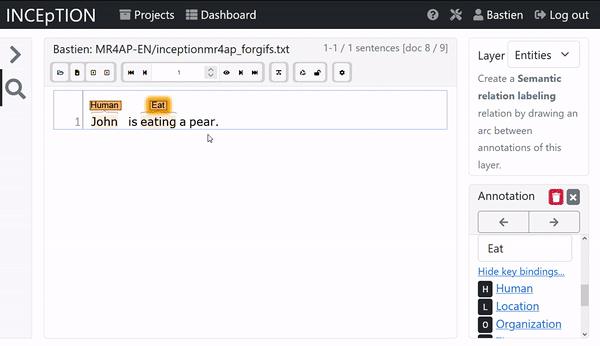 INCEpTION Projects Dashboard Bastien Log out
Bastien: MR4AP-EN/inceptionmr4ap_forgifs.txt 1-1 / 1 sentences [doc 8 / 9]
1
Human Eat
1 John is eating a pear.
Layer Entities
Create a Semantic
relation labeling
relation by drawing an
arc between
annotations of this
layer.
Annotation
Eat
Hide key bindings...
H Human
L Location
O Organization